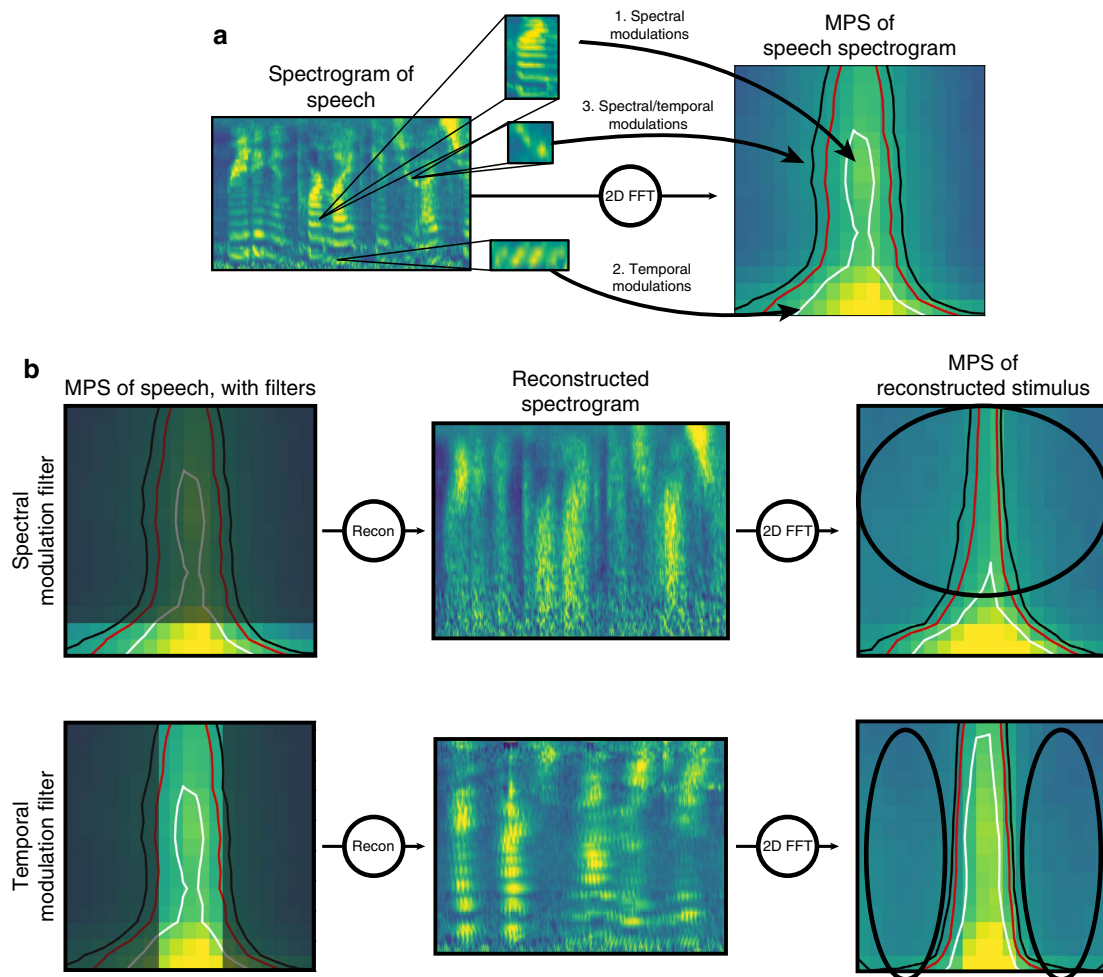 a
Spectrogram of
speech
1. Spectral
modulations
3. Spectral/temporal
modulations
2D FFT
2. Temporal
modulations
MPS of
speech spectrogram
b
MPS of speech, with filters
Reconstructed
spectrogram
MPS of
reconstructed stimulus
Spectral
modulation filter
Recon
2D FFT
Temporal
modulation filter
Recon
2D FFT